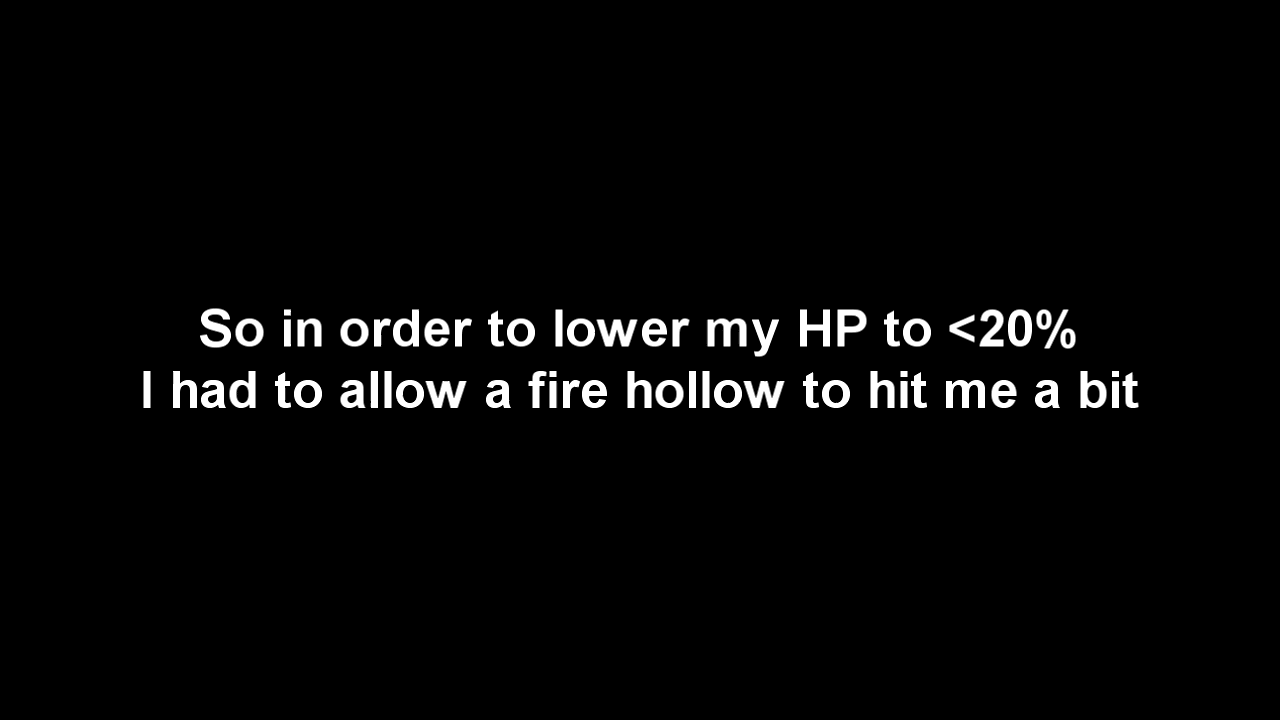 So in order to lower my HP to <20%
I had to allow a fire hollow to hit me a bit